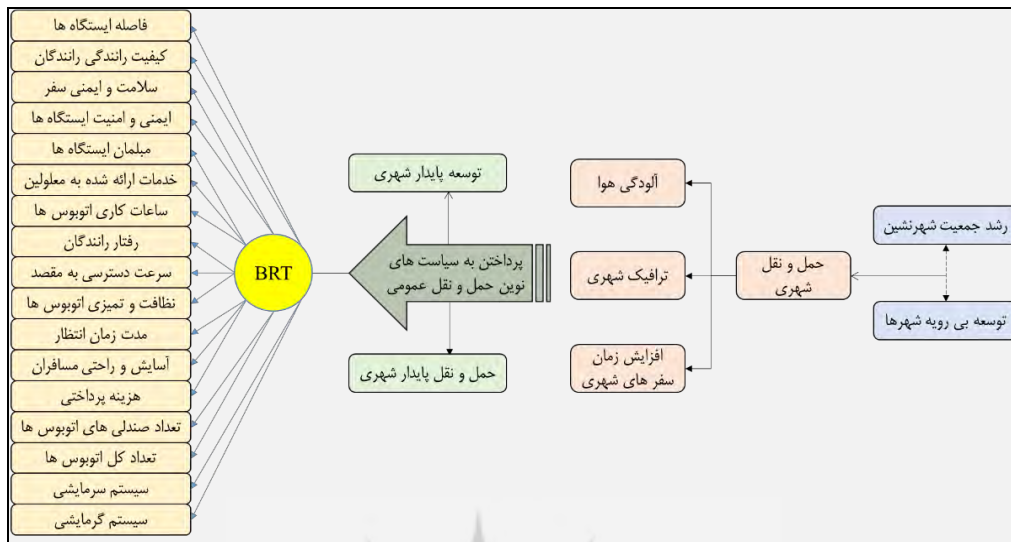 رشد جمعیت شهرنشین
توسعه بی رویه شهرها
حمل و نقل
شهری
آلودگی هوا
ترافیک شهری
افزایش زمان
سفر های شهری
توسعه پایدار شهری
پرداختن به سیاست های
نوین حمل و نقل عمومی
حمل و نقل پایدار شهری
BRT
فاصله ایستگاه ها
کیفیت رانندگی رانندگان
سلامت و ایمنی سفر
ایمنی و امنیت ایستگاه ها
مبلمان ایستگاه ها
خدمات ارائه شده به معلولین
ساعات کاری اتوبوس ها
رفتار رانندگان
سرعت دسترسی به مقصد
نظافت و تمیزی اتوبوس ها
مدت زمان انتظار
آسایش و راحتی مسافران
هزینه پرداختی
تعداد صندلی های اتوبوس ها
تعداد کل اتوبوس ها
سیستم سرمایشی
سیستم گرمایشی